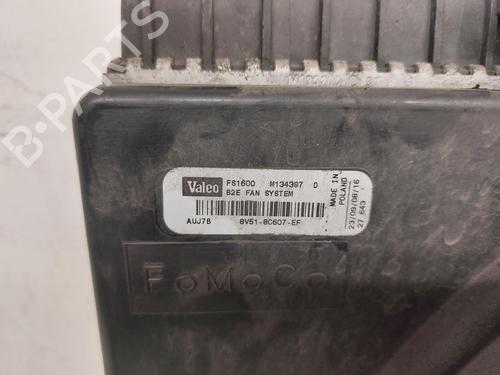 Valeo FS1600 M134397 D
B2E FAN SYSTEM
AUJ78 8V51-8C607-EF
MADE IN
POLAND
23/09/08/16
27 643
FoMoCo
B-PARTS